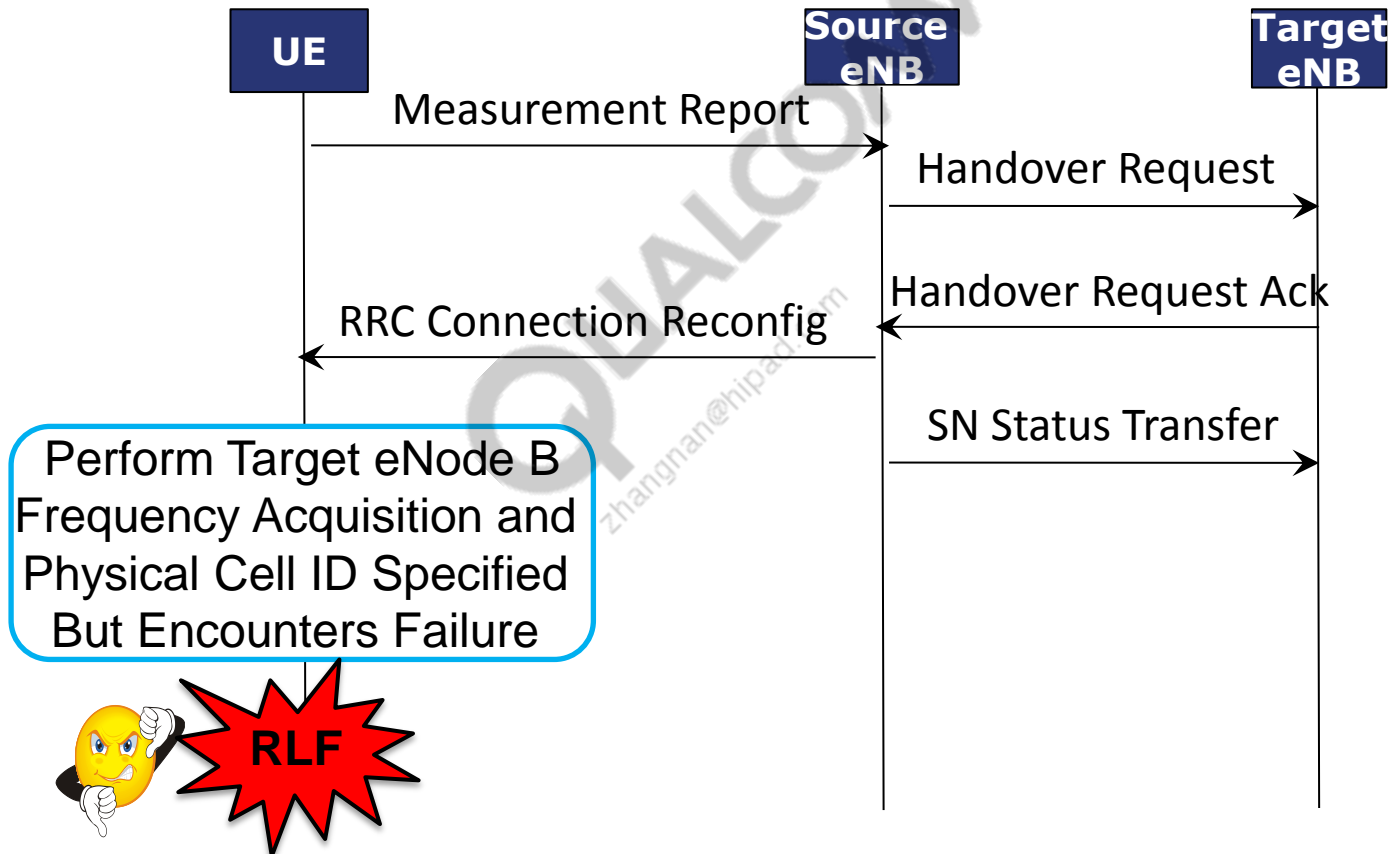 UE
Source
eNB
Target
eNB
Measurement Report
Handover Request
Handover Request Ack
RRC Connection Reconfig
SN Status Transfer
Perform Target eNode B
Frequency Acquisition and
Physical Cell ID Specified
But Encounters Failure
RLF
QUALCOM
zhangnan@hipad.com